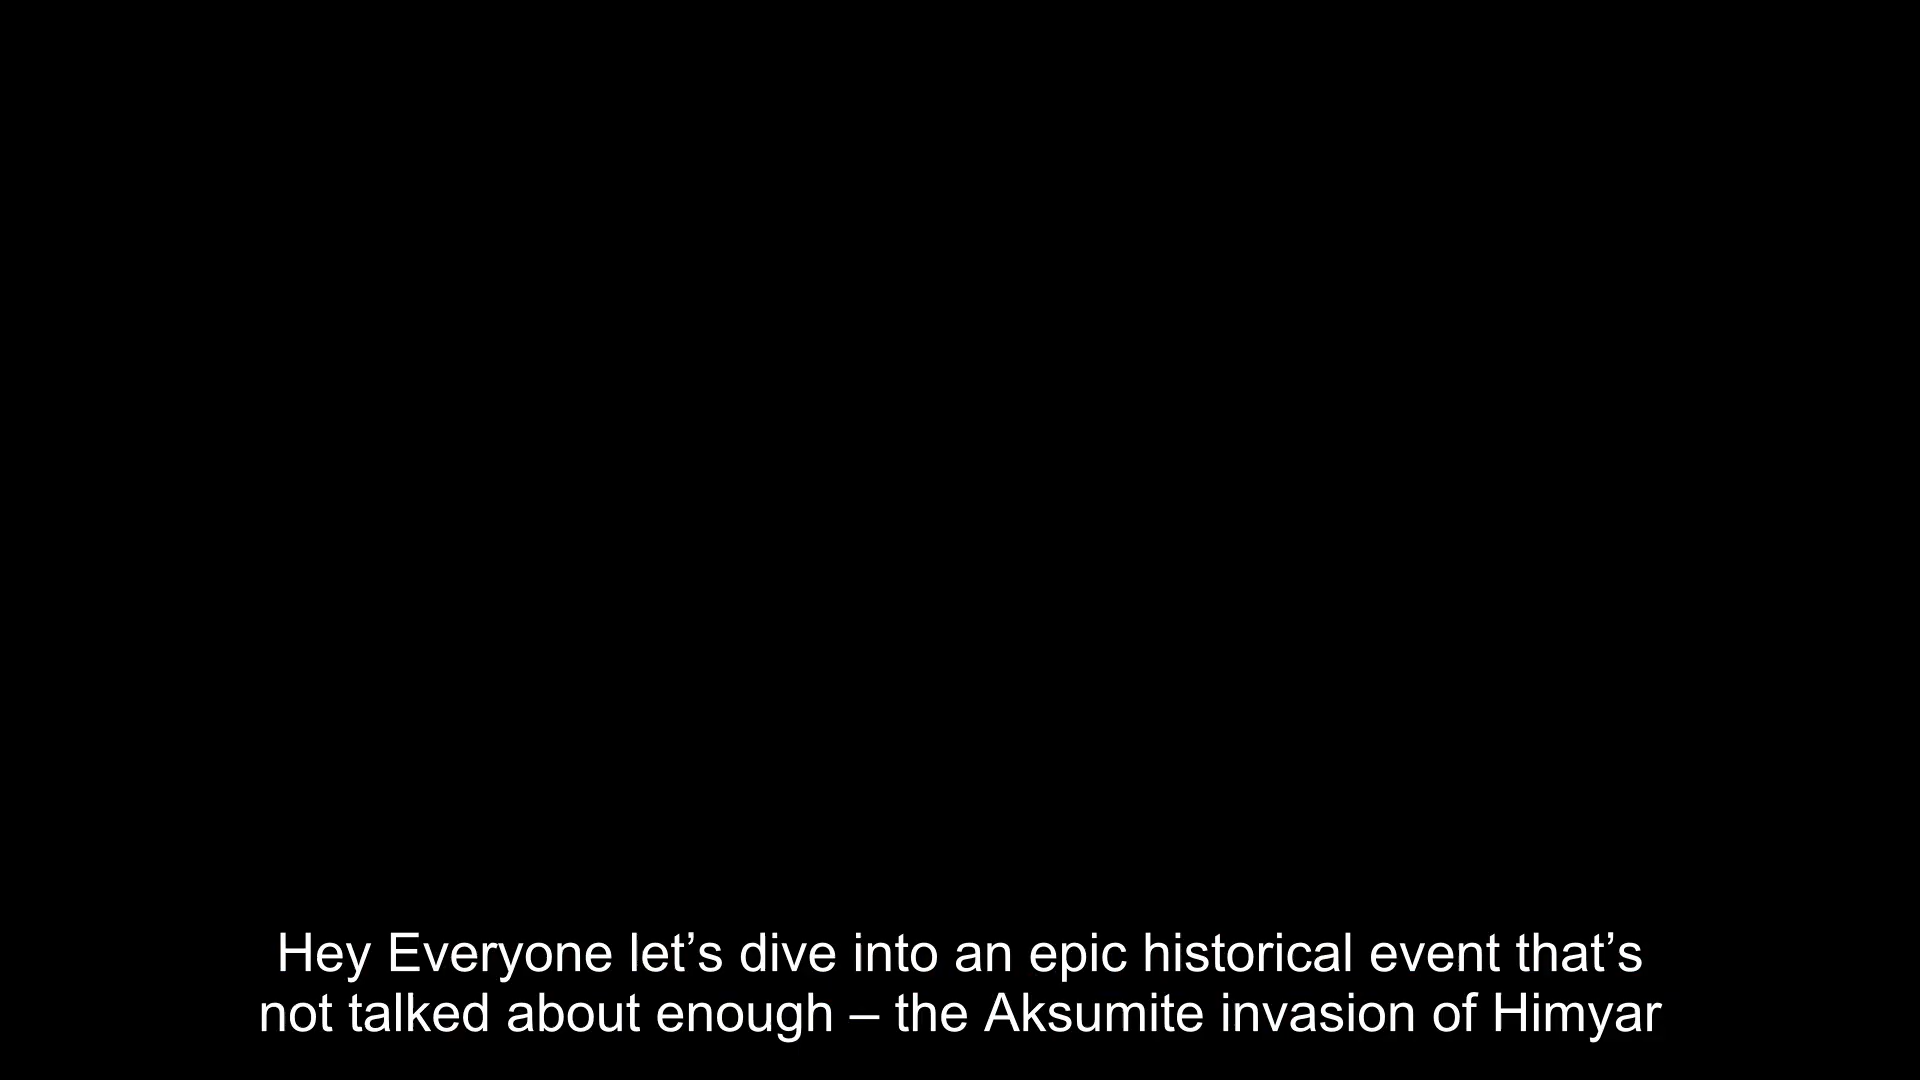 Hey Everyone let’s dive into an epic historical event that’s
not talked about enough – the Aksumite invasion of Himyar